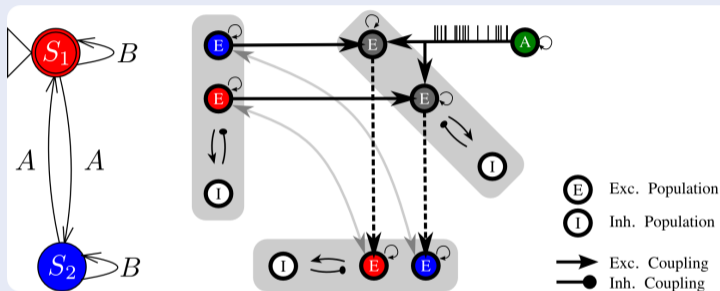 S₁
B
A A
S₂
B
E
E
I
E
E
A
I
I
E
E
E Exc. Population
I Inh. Population
Exc. Coupling
Inh. Coupling